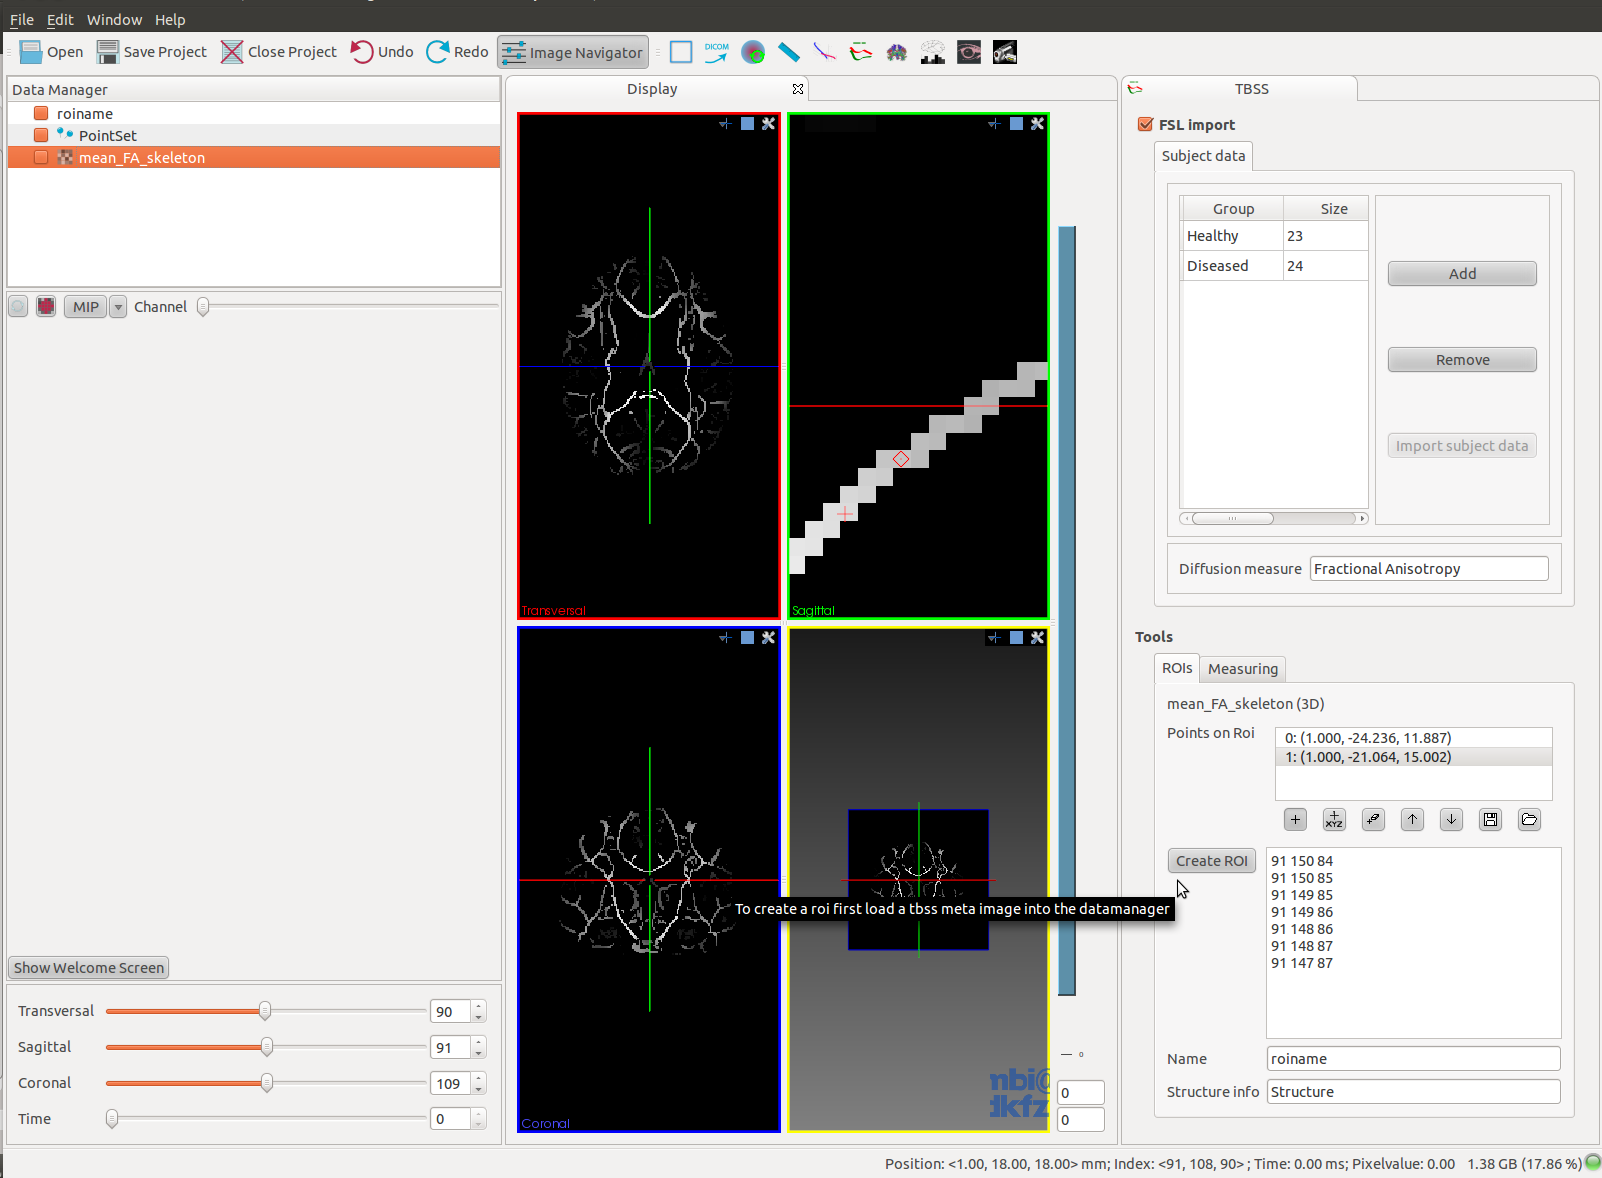 File Edit Window Help
Open Save Project Close Project Undo Redo Image Navigator DICOM
Data Manager
roiname
PointSet
mean_FA_skeleton
MIP Channel
Show Welcome Screen
Transversal 90
Sagittal 91
Coronal 109
Time 0
Display
Transversal
Sagittal
Coronal
To create a roi first load a tbss meta image into the datamanager
0
0
0
TBSS
FSL import
Subject data
Group Size
Healthy 23
Diseased 24
Add
Remove
Import subject data
Diffusion measure Fractional Anisotropy
Tools
ROIs Measuring
mean_FA_skeleton (3D)
Points on Roi
0: (1.000, -24.236, 11.887)
1: (1.000, -21.064, 15.002)
XYZ
Create ROI
91 150 84
91 150 85
91 149 85
91 149 86
91 148 86
91 148 87
91 147 87
Name roiname
Structure info Structure
Position: <1.00, 18.00, 18.00> mm; Index: <91, 108, 90> ; Time: 0.00 ms; Pixelvalue: 0.00 1.38 GB (17.86 %)